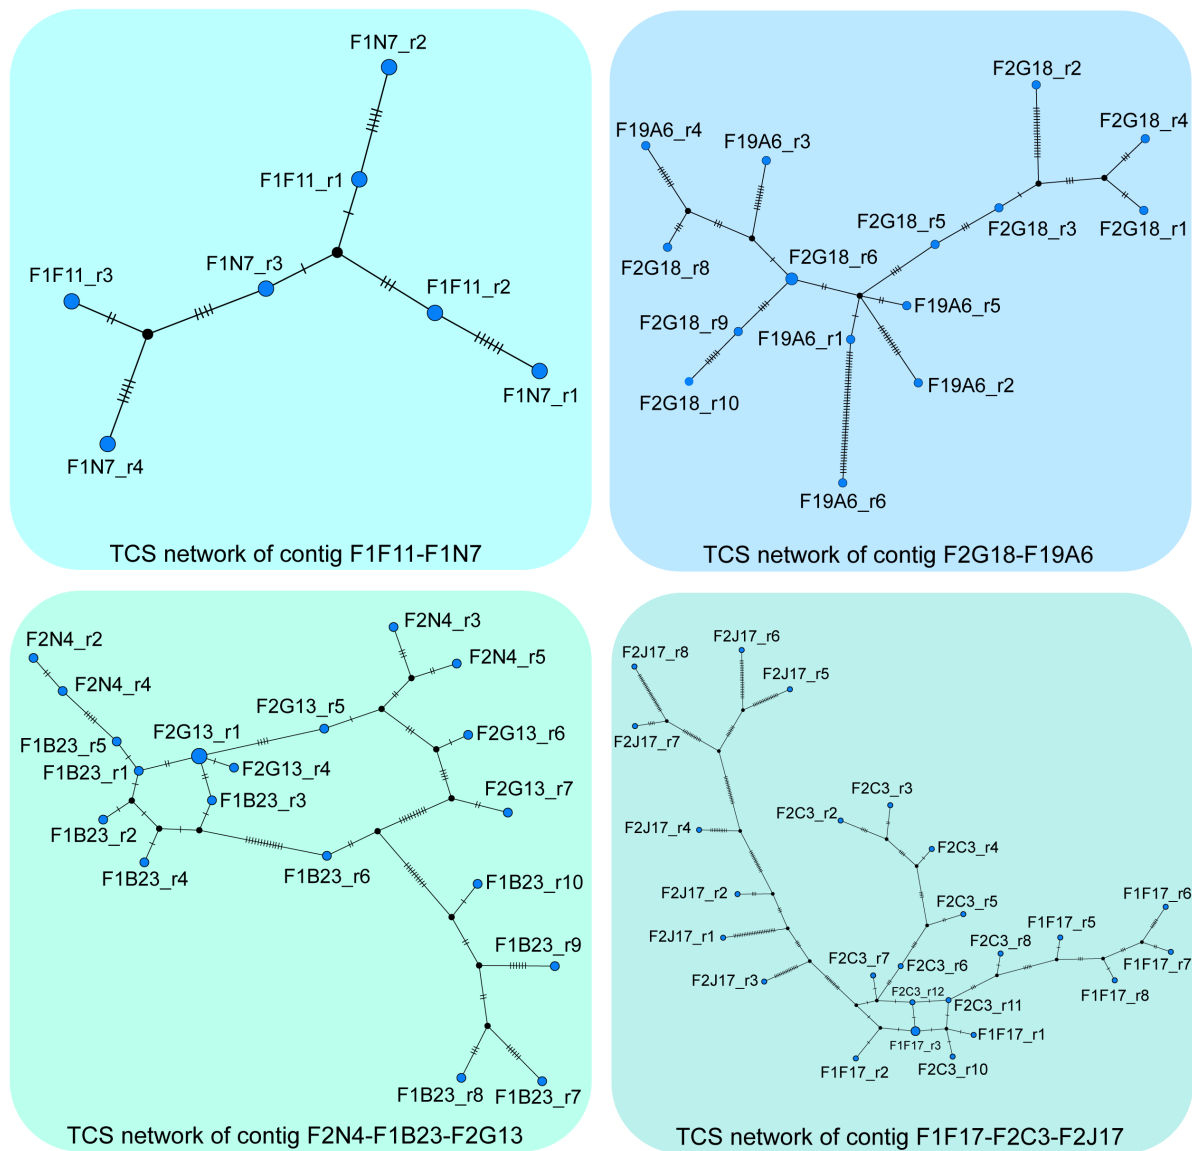 F1N7_r2
F1F11_r1
F1N7_r3
F1F11_r3
F1F11_r2
F1N7_r1
F1N7_r4
TCS network of contig F1F11-F1N7
F2G18_r2
F2G18_r4
F19A6_r4
F19A6_r3
F2G18_r5
F2G18_r3
F2G18_r1
F2G18_r8
F2G18_r6
F19A6_r5
F2G18_r9
F19A6_r1
F19A6_r2
F2G18_r10
F19A6_r6
TCS network of contig F2G18-F19A6
F2N4_r3
F2N4_r2
F2N4_r5
F2N4_r4
F2G13_r5
F2G13_r1
F2G13_r6
F1B23_r5
F1B23_r1
F2G13_r4
F2G13_r7
F1B23_r3
F1B23_r2
F1B23_r4
F1B23_r6
F1B23_r10
F1B23_r9
F1B23_r8
F1B23_r7
TCS network of contig F2N4-F1B23-F2G13
F2J17_r6
F2J17_r8
F2J17_r5
F2J17_r7
F2C3_r3
F2C3_r2
F2J17_r4
F2C3_r4
F2J17_r2
F1F17_r6
F2C3_r5
F1F17_r5
F2J17_r1
F2C3_r8
F2C3_r7
F2C3_r6
F1F17_r7
F2J17_r3
F2C3_r12
F2C3_r11
F1F17_r8
F1F17_r1
F1F17_r3
F1F17_r2
F2C3_r10
TCS network of contig F1F17-F2C3-F2J17